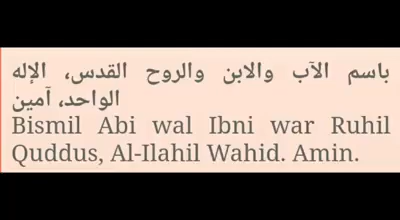 باسم الآب والابن والروح القدس، الإله
الواحد، آمين
Bismil Abi wal Ibni war Ruhil
Quddus, Al-Ilahil Wahid. Amin.